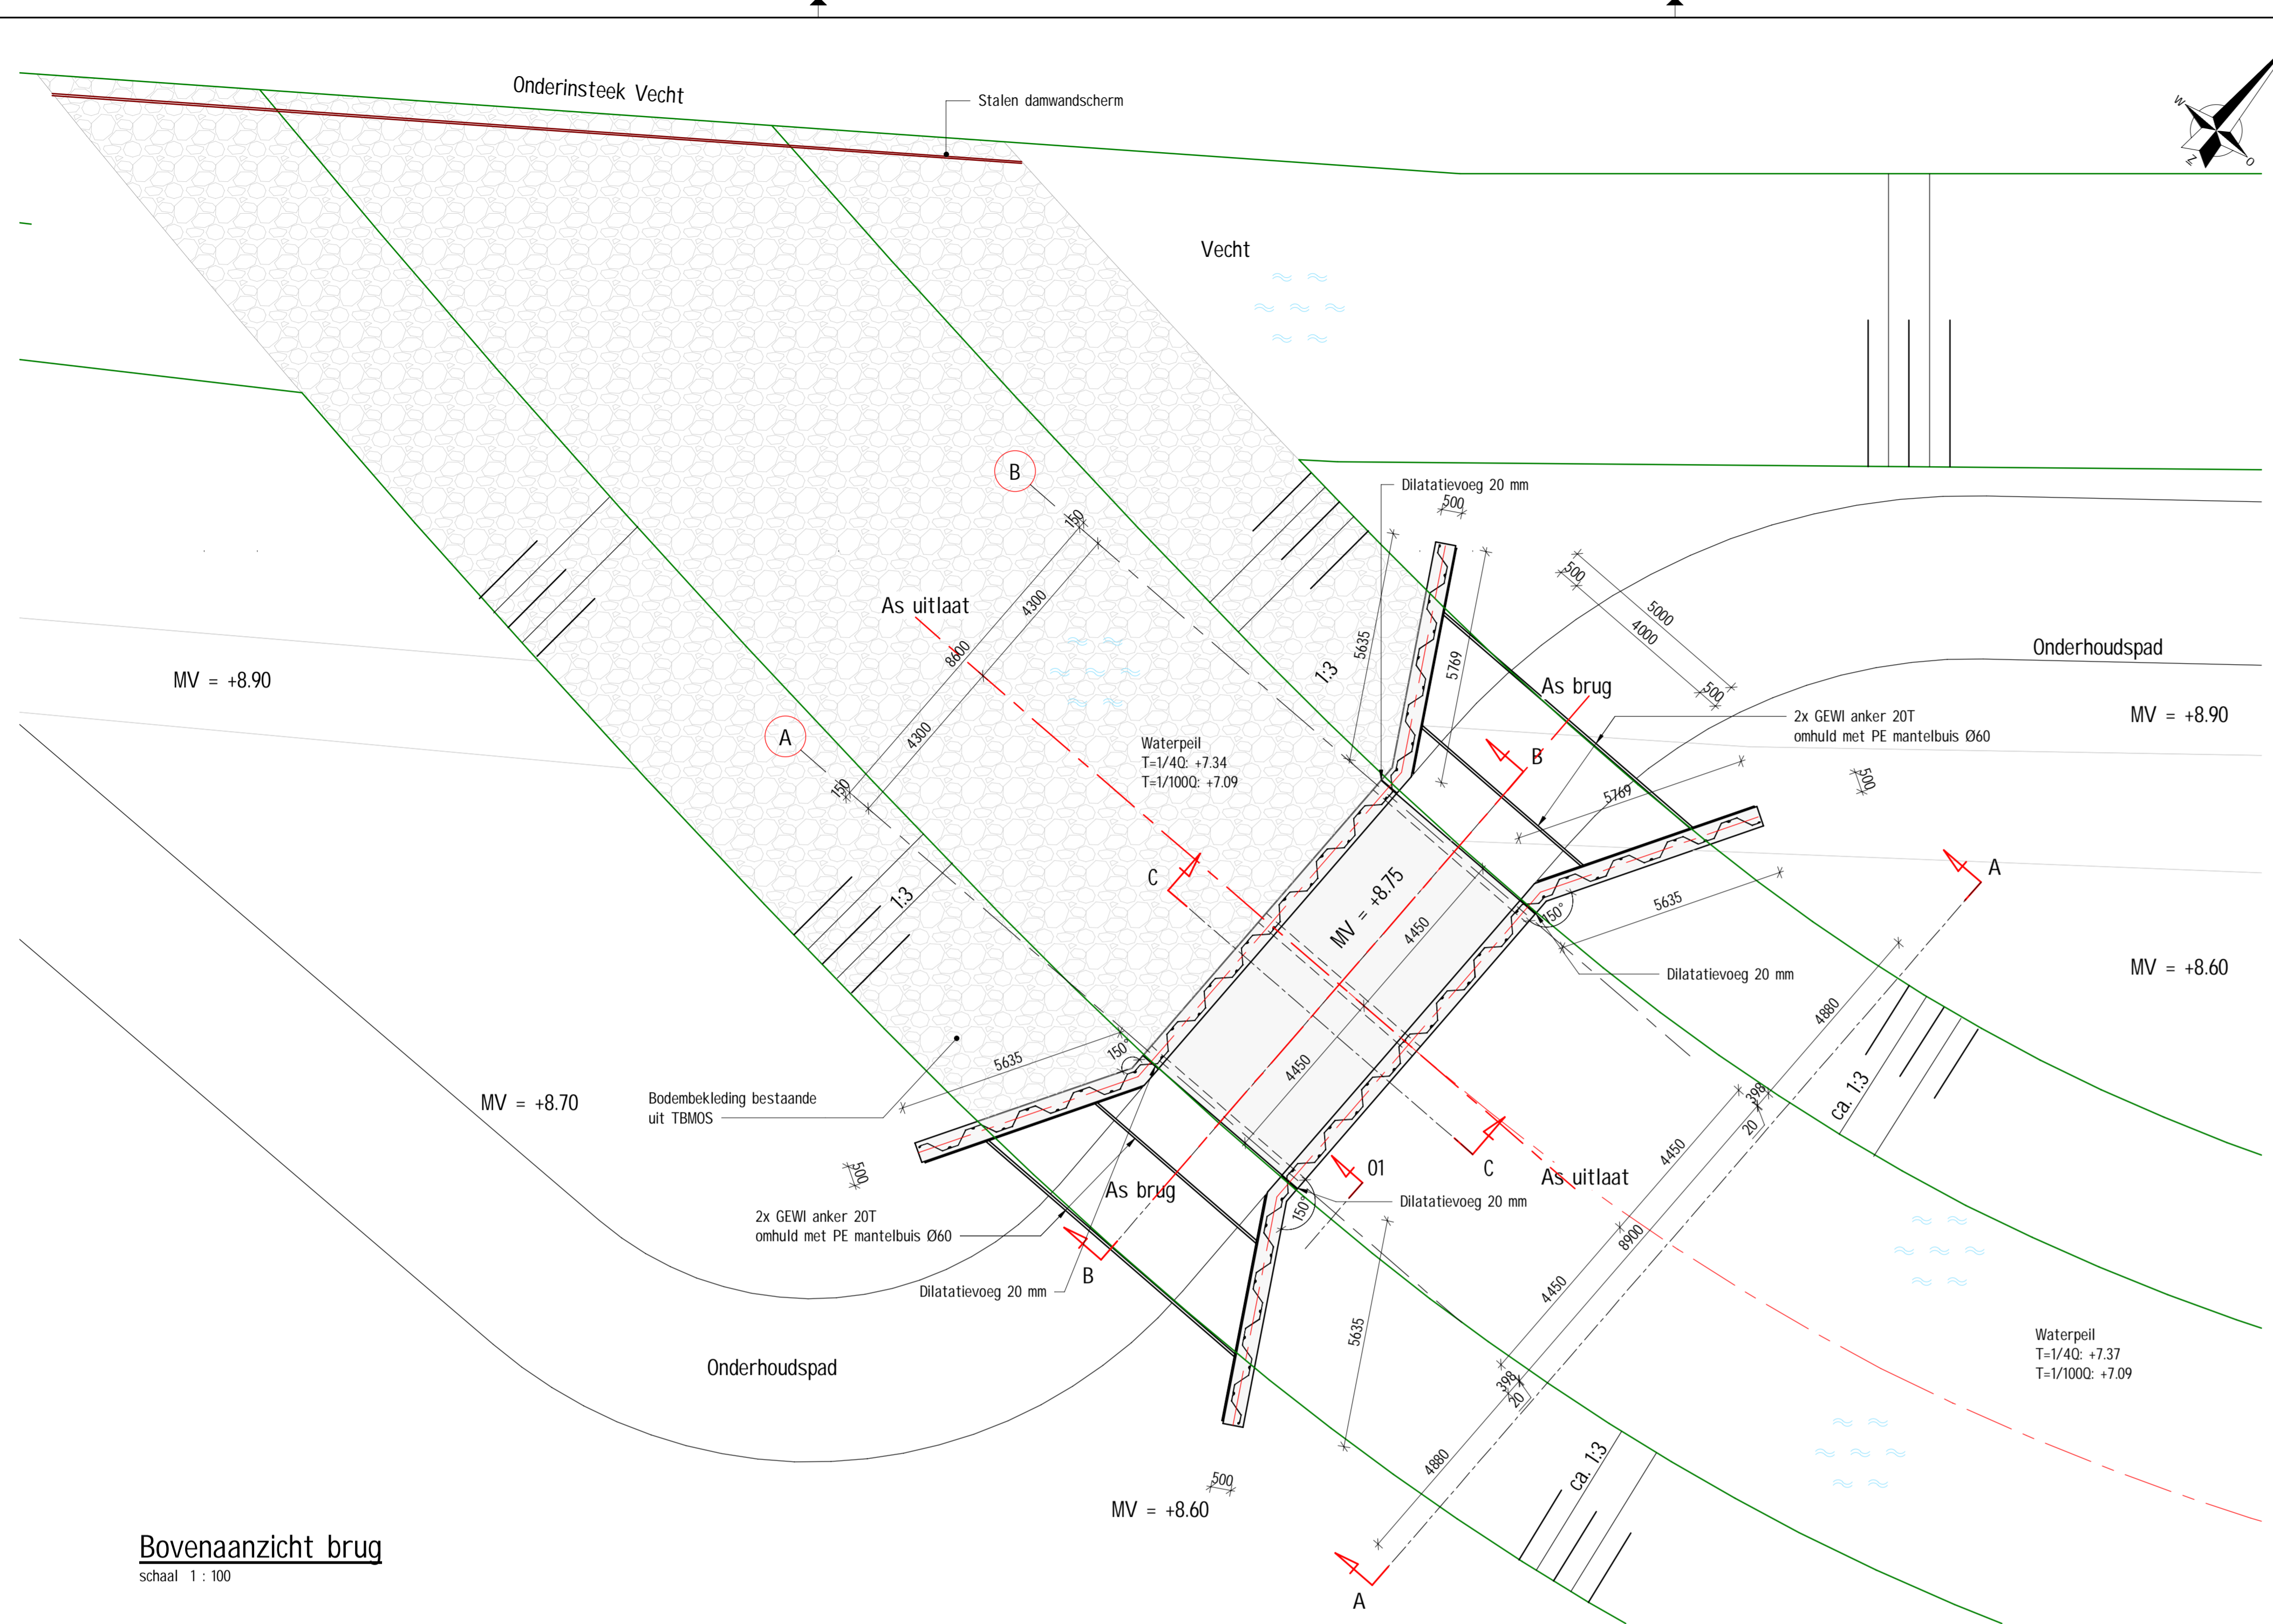 Onderinsteek Vecht
Stalen damwandscherm
W
Z
O
Vecht
B
150
4300
8600
As uitlaat
4300
150
A
Dilatatievoeg 20 mm
500
5635
5769
1:3
500
5000
4000
500
As brug
Onderhoudspad
MV = +8.90
MV = +8.90
2x GEWI anker 20T
omhuld met PE mantelbuis Ø60
Waterpeil
T=1/4Q: +7.34
T=1/100Q: +7.09
B
5769
500
C
A
MV = +8.75
4450
150°
5635
1:3
Dilatatievoeg 20 mm
MV = +8.60
4880
150°
5635
4450
ca. 1:3
398
20
MV = +8.70
Bodembekleding bestaande
uit TBMOS
4450
500
As brug
01
C
As uitlaat
150°
Dilatatievoeg 20 mm
2x GEWI anker 20T
omhuld met PE mantelbuis Ø60
B
Dilatatievoeg 20 mm
8900
4450
5635
Waterpeil
T=1/4Q: +7.37
T=1/100Q: +7.09
Onderhoudspad
398
20
4880
ca. 1:3
500
MV = +8.60
A
Bovenaanzicht brug
schaal 1 : 100